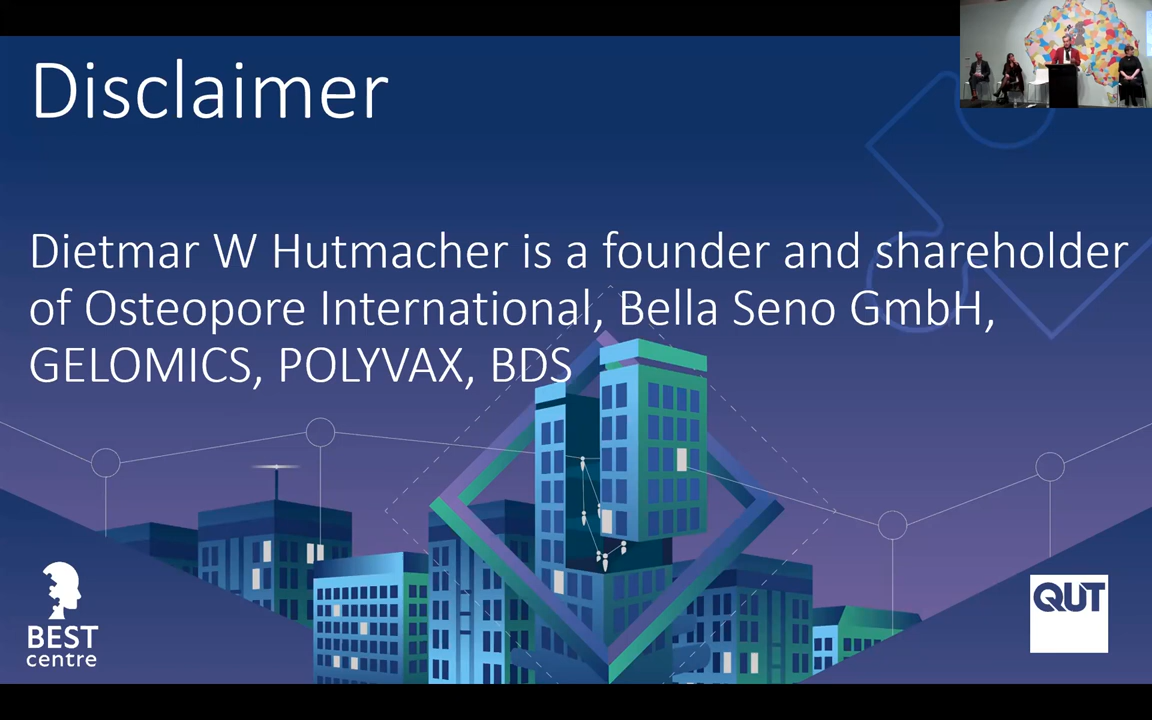 Disclaimer
Dietmar W Hutmacher is a founder and shareholder
of Osteopore International, Bella Seno GmbH,
GELOMICS, POLYVAX, BDS
BEST
centre
QUT